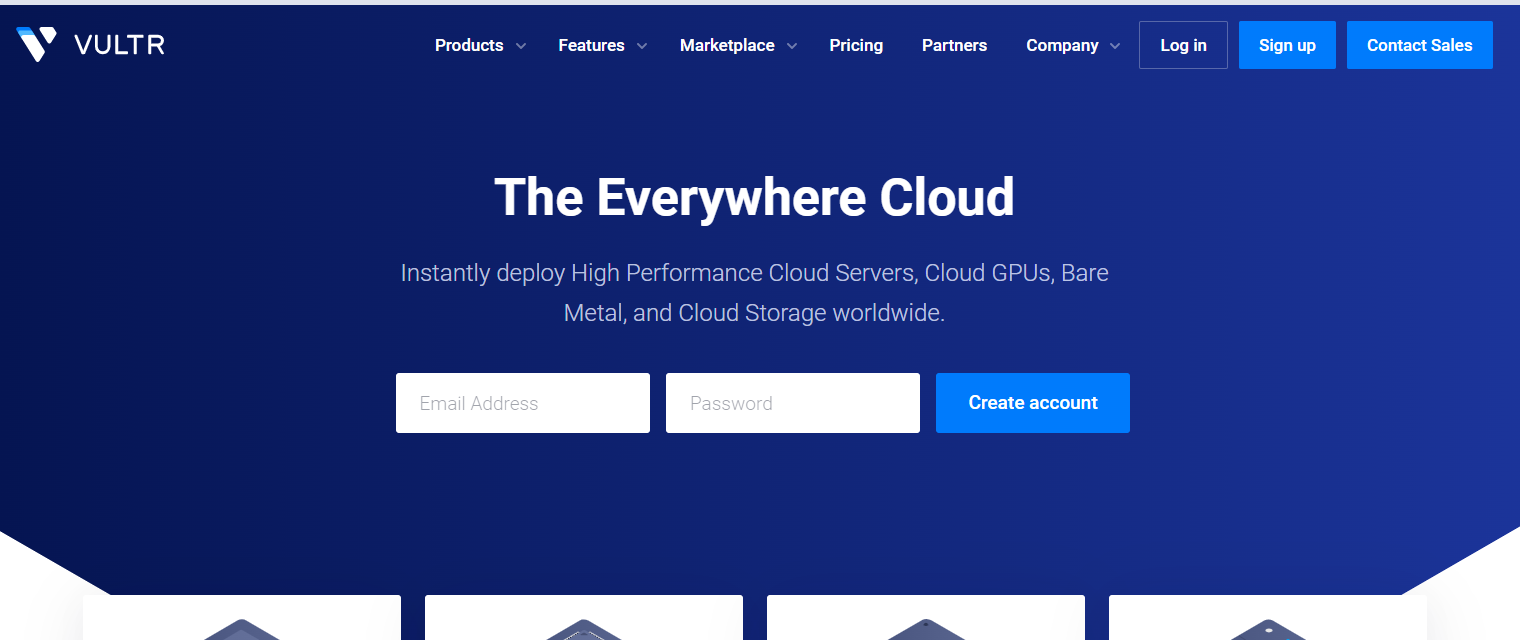 VULTR
Products Features Marketplace Pricing Partners Company Log in Sign up Contact Sales
The Everywhere Cloud
Instantly deploy High Performance Cloud Servers, Cloud GPUs, Bare
Metal, and Cloud Storage worldwide.
Email Address Password Create account